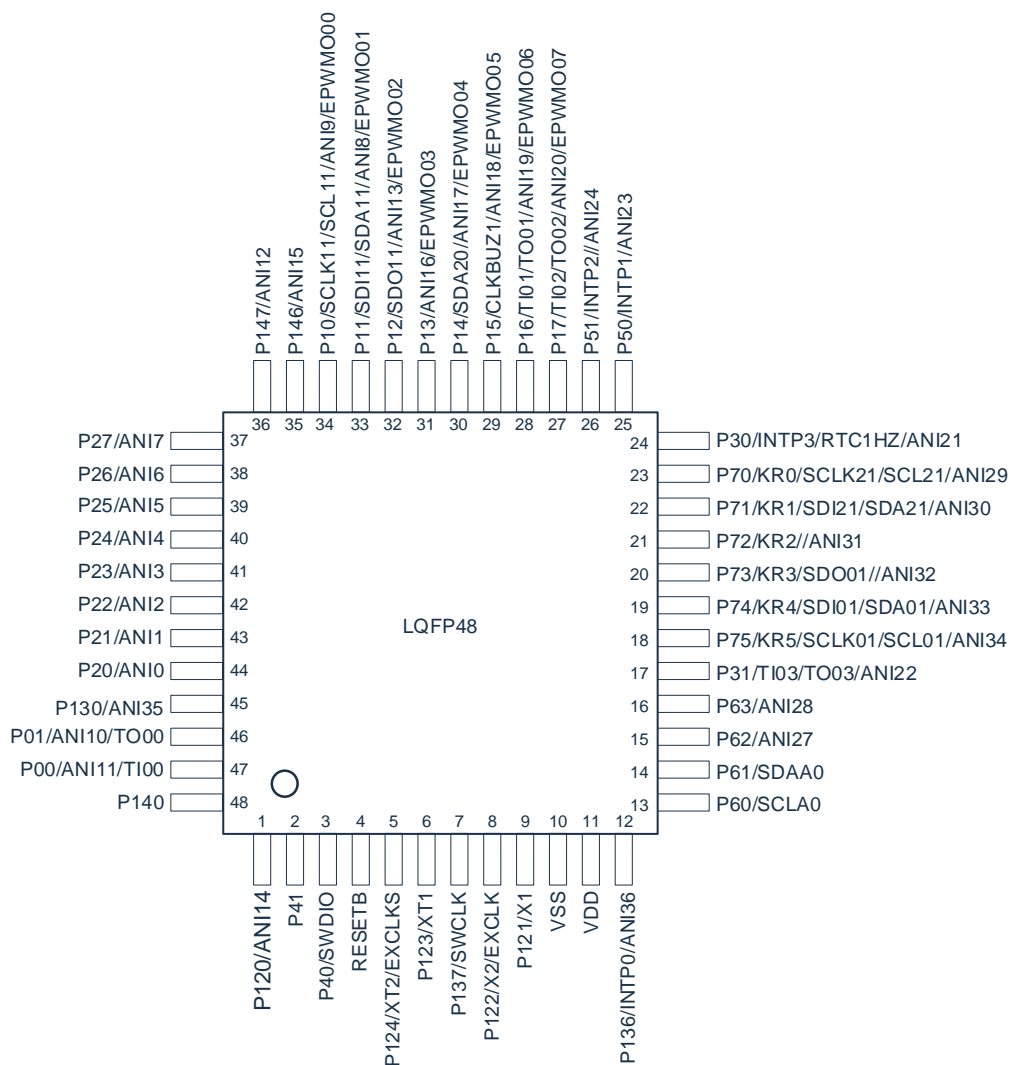 P147/ANI12
P146/ANI15
P10/SCLK11/SCL11/ANI9/EPWMO00
P11/SDI11/SDA11/ANI8/EPWMO01
P12/SDO11/ANI13/EPWMO02
P13/ANI16/EPWMO03
P14/SDA20/ANI17/EPWMO04
P15/CLKBUZ1/ANI18/EPWMO05
P16/TI01/TO01/ANI19/EPWMO06
P17/TI02/TO02/ANI20/EPWMO07
P51/INTP2//ANI24
P50/INTP1/ANI23
36 35 34 33 32 31 30 29 28 27 26 25
P27/ANI7 37
P26/ANI6 38
P25/ANI5 39
P24/ANI4 40
P23/ANI3 41
P22/ANI2 42
P21/ANI1 43
P20/ANI0 44
P130/ANI35 45
P01/ANI10/TO00 46
P00/ANI11/TI00 47
P140 48
LQFP48
24 P30/INTP3/RTC1HZ/ANI21
23 P70/KR0/SCLK21/SCL21/ANI29
22 P71/KR1/SDI21/SDA21/ANI30
21 P72/KR2//ANI31
20 P73/KR3/SDO01//ANI32
19 P74/KR4/SDI01/SDA01/ANI33
18 P75/KR5/SCLK01/SCL01/ANI34
17 P31/TI03/TO03/ANI22
16 P63/ANI28
15 P62/ANI27
14 P61/SDAA0
13 P60/SCLA0
1 2 3 4 5 6 7 8 9 10 11 12
P120/ANI14
P41
P40/SWDIO
RESETB
P124/XT2/EXCLKS
P123/XT1
P137/SWCLK
P122/X2/EXCLK
P121/X1
VSS
VDD
P136/INTP0/ANI36